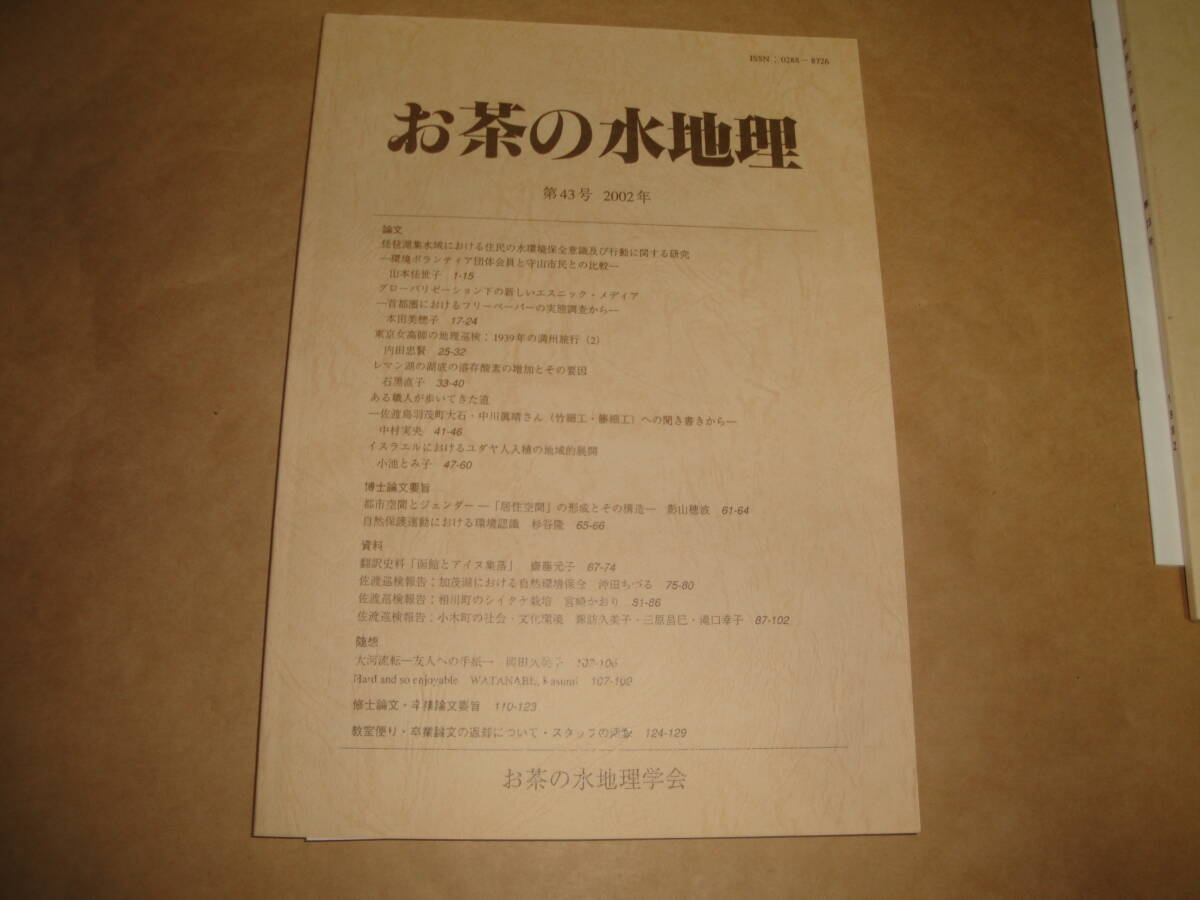 ISSN : 0288-8726
お茶の水地理
第43号 2002年
論文
琵琶湖集水域における住民の水環境保全意識及び行動に関する研究
―環境ボランティア団体会員と守山市民との比較―
山本佳世子 1-15
グローバリゼーション下の新しいエスニック・メディア
―首都圏におけるフリーペーパーの実態調査から―
本田美穂子 17-24
東京女高師の地理巡検：1939年の満州旅行（2）
内田忠賢 25-32
レマン湖の湖底の溶存酸素の増加とその要因
石黒直子 33-40
ある職人が歩いてきた道
―佐渡島羽茂町大石・中川眞晴さん（竹細工・籐細工）への聞き書きから―
中村実央 41-46
イスラエルにおけるユダヤ人入植の地域的展開
小池とみ子 47-60
博士論文要旨
都市空間とジェンダー ―「居住空間」の形成とその構造― 影山穂波 61-64
自然保護運動における環境認識 杉谷隆 65-66
資料
翻訳史料「函館とアイヌ集落」 齋藤元子 67-74
佐渡巡検報告：加茂湖における自然環境保全 沖田ちづる 75-80
佐渡巡検報告：相川町のシイタケ栽培 宮崎かおり 81-86
佐渡巡検報告：小木町の社会・文化環境 諏訪久美子・三原昌巳・滝口幸子 87-102
随想
大河流転―友人への手紙― 岡田久 103-106
Hard and so enjoyable WATANABE, Kasumi 107-109
修士論文・卒業論文要旨 110-123
教室便り・卒業論文の返却について・スタッフの活動 124-129
お茶の水地理学会